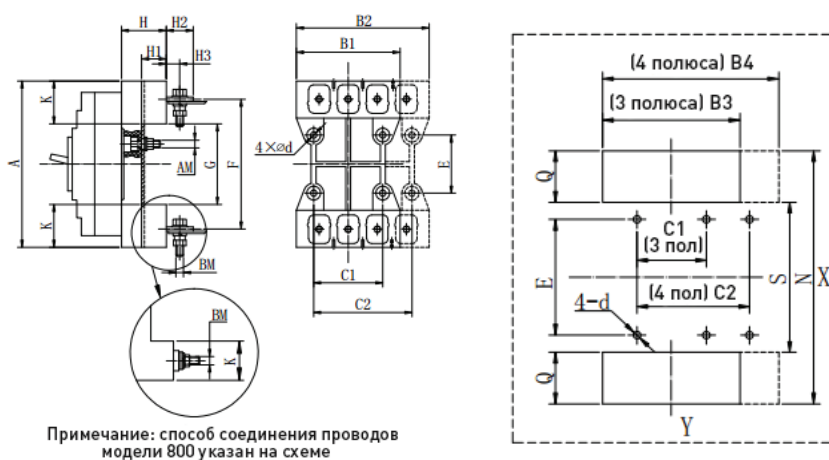 H
H2
H1
H3
K
A
AM
G
F
K
BM
BM
K
Примечание: способ соединения проводов
модели 800 указан на схеме
B2
B1
4×ød
E
C1
C2
(4 полюса) B4
(3 полюса) B3
Q
C1
(3 пол)
E
(4 пол) C2
S
N
X
4-d
Q
Y